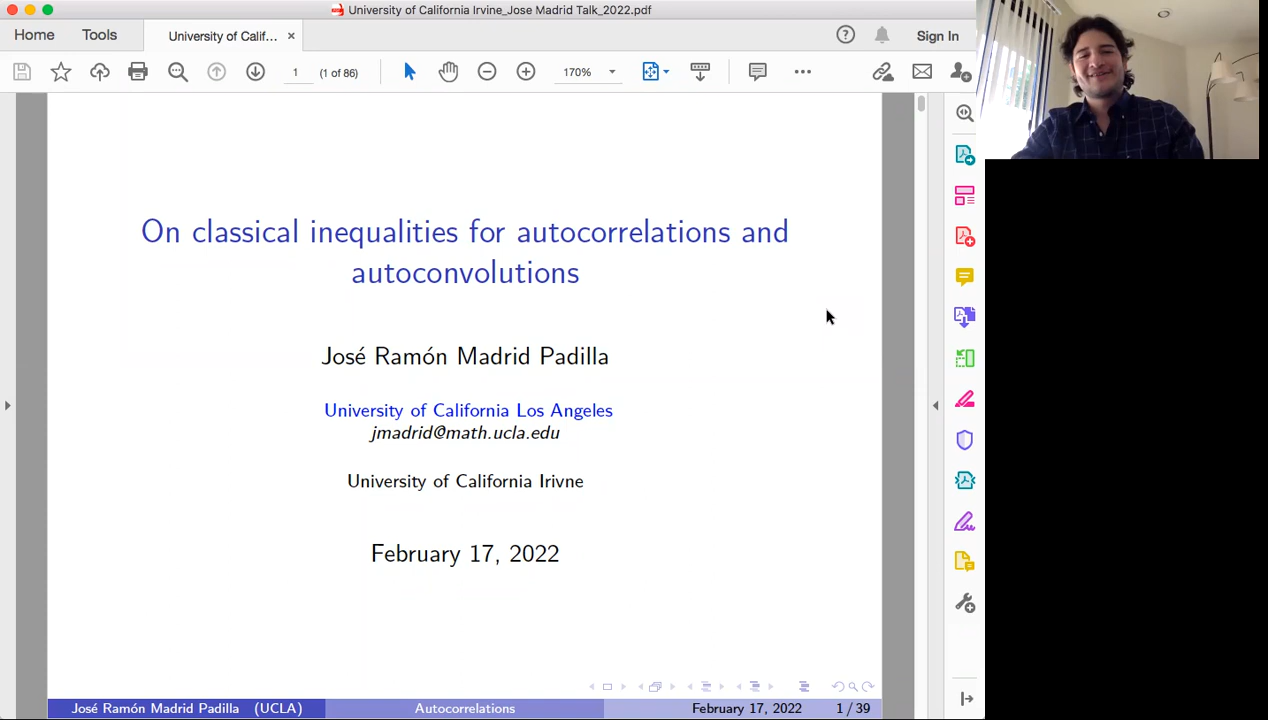 University of California Irvine_Jose Madrid Talk_2022.pdf
Home
Tools
University of Calif...
Sign In
1
(1 of 86)
170%
On classical inequalities for autocorrelations and
autoconvolutions
José Ramón Madrid Padilla
University of California Los Angeles
jmadrid@math.ucla.edu
University of California Irivne
February 17, 2022
José Ramón Madrid Padilla (UCLA)
Autocorrelations
February 17, 2022
1 / 39